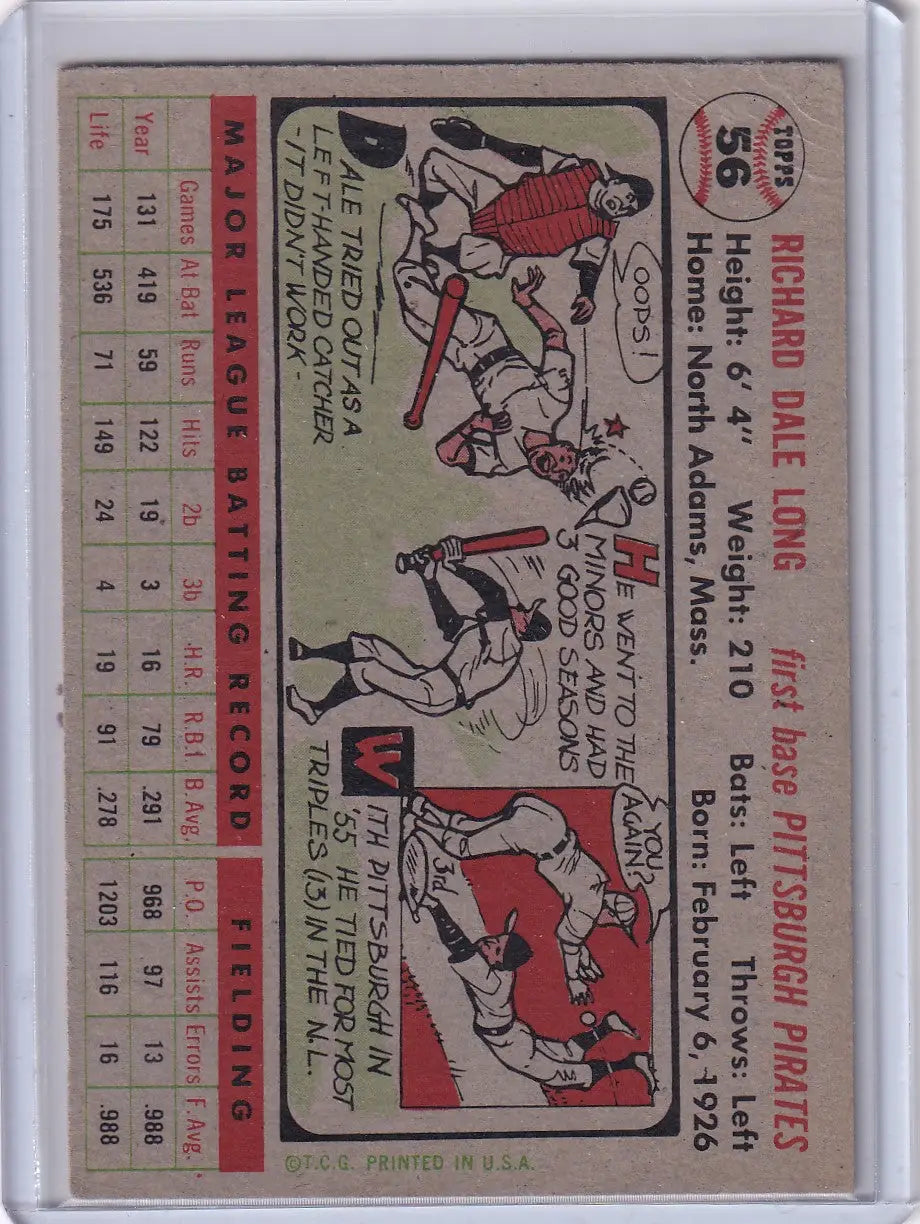 TOPPS
56
RICHARD DALE LONG first base PITTSBURGH PIRATES
Height: 6' 4" Weight: 210 Bats: Left Throws: Left
Home: North Adams, Mass. Born: February 6, 1926
OOPS!
DALE TRIED OUT AS A
LEFT-HANDED CATCHER
- IT DIDN'T WORK -
HE WENT TO THE
MINORS AND HAD
3 GOOD SEASONS
YOU?
AGAIN?
3rd
WITH PITTSBURGH IN
'55 HE TIED FOR MOST
TRIPLES (13) IN THE N.L..
©T.C.G. PRINTED IN U.S.A.
MAJOR LEAGUE BATTING RECORD FIELDING
Games At Bat Runs Hits 2b 3b H.R. R.B.I B. Avg. P.O. Assists Errors F. Avg.
Year 131 419 59 122 19 3 16 79 .291 968 97 13 .988
Life 175 536 71 149 24 4 19 91 .278 1203 116 16 .988